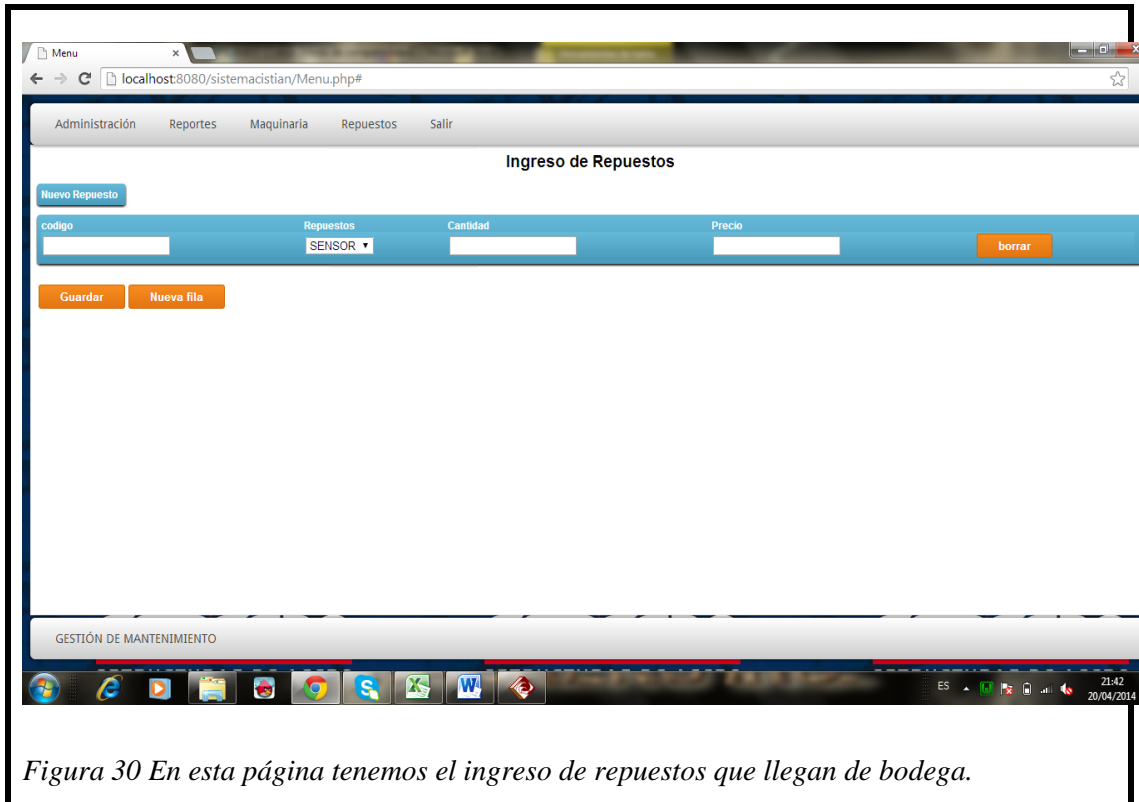 Menu
localhost:8080/sistemacistian/Menu.php#
Administración Reportes Maquinaria Repuestos Salir
Ingreso de Repuestos
Nuevo Repuesto
codigo Repuestos Cantidad Precio
SENSOR
borrar
Guardar Nueva fila
GESTIÓN DE MANTENIMIENTO
ES
21:42
20/04/2014
Figura 30 En esta página tenemos el ingreso de repuestos que llegan de bodega.